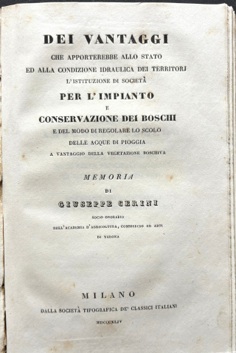 DEI VANTAGGI
CHE APPORTEREBBE ALLO STATO
ED ALLA CONDIZIONE IDRAULICA DEI TERRITORJ
L'ISTITUZIONE DI SOCIETÀ
PER L'IMPIANTO
E
CONSERVAZIONE DEI BOSCHI
E DEL MODO DI REGOLARE LO SCOLO
DELLE ACQUE DI PIOGGIA
A VANTAGGIO DELLA VEGETAZIONE BOSCHIVA
MEMORIA
DI
GIUSEPPE CERINI
SOCIO ONORARIO
DELL'ACCADEMIA D'AGRICOLTURA, COMMERCIO ED ARTI
DI VERONA
MILANO
DALLA SOCIETÀ TIPOGRAFICA DE' CLASSICI ITALIANI